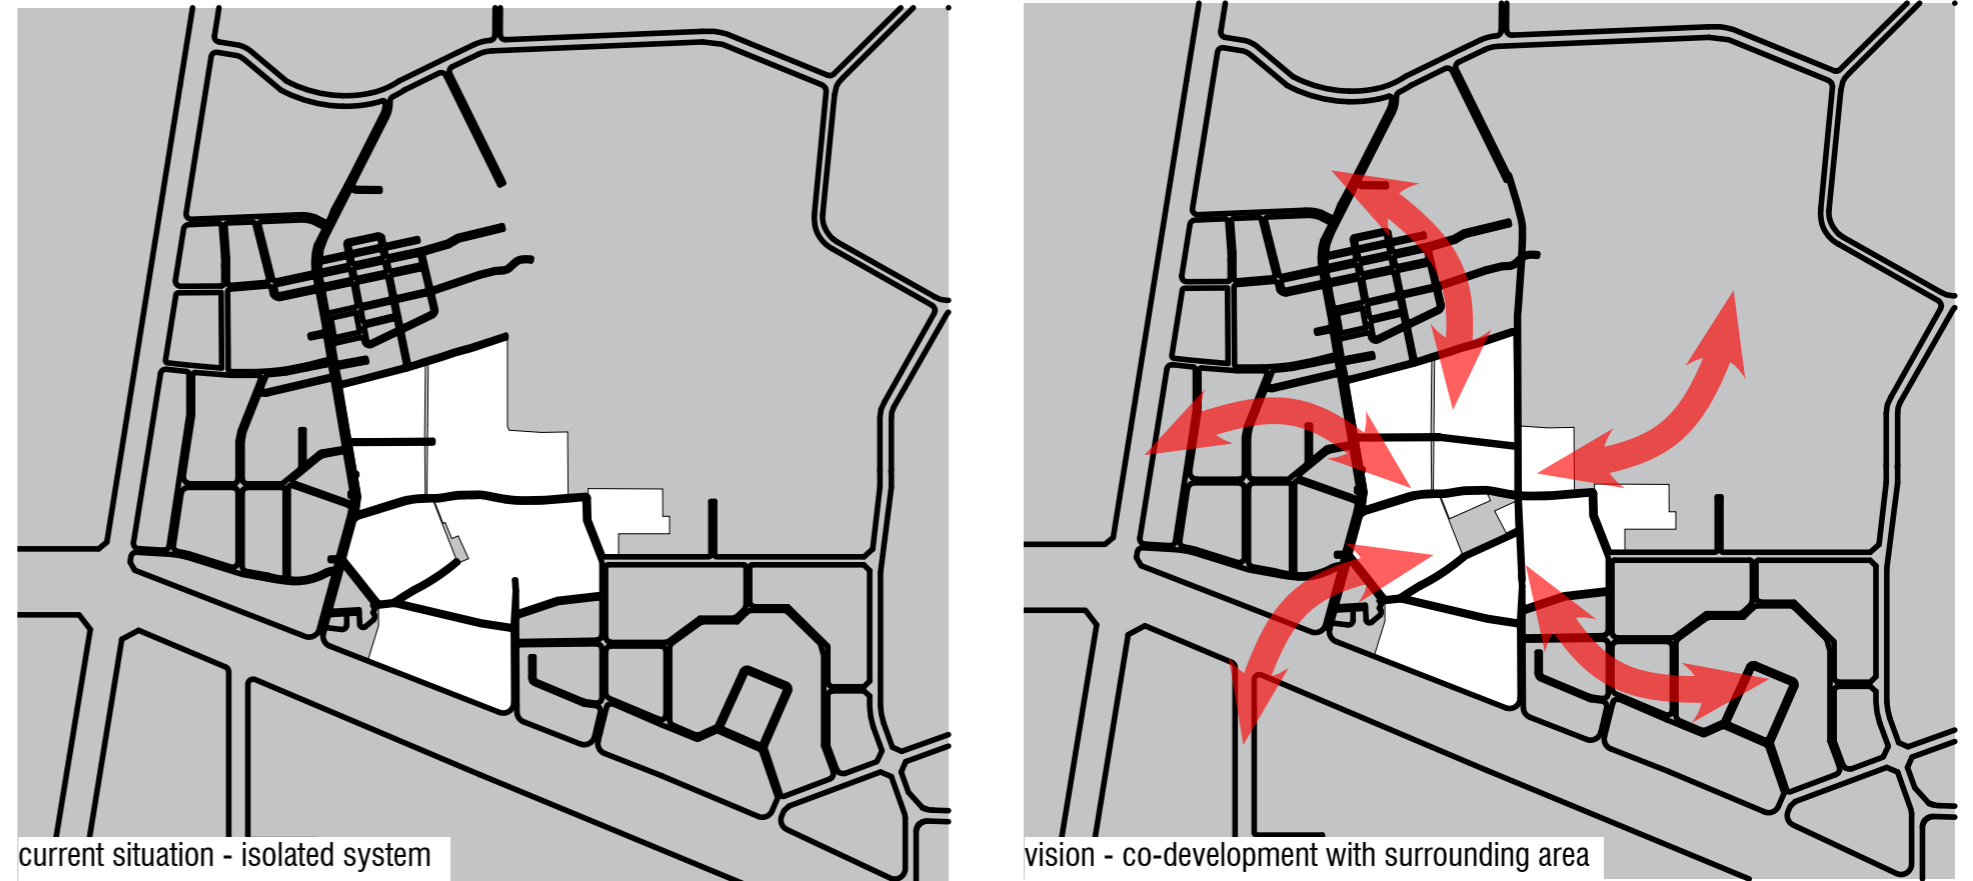 current situation - isolated system
vision - co-development with surrounding area